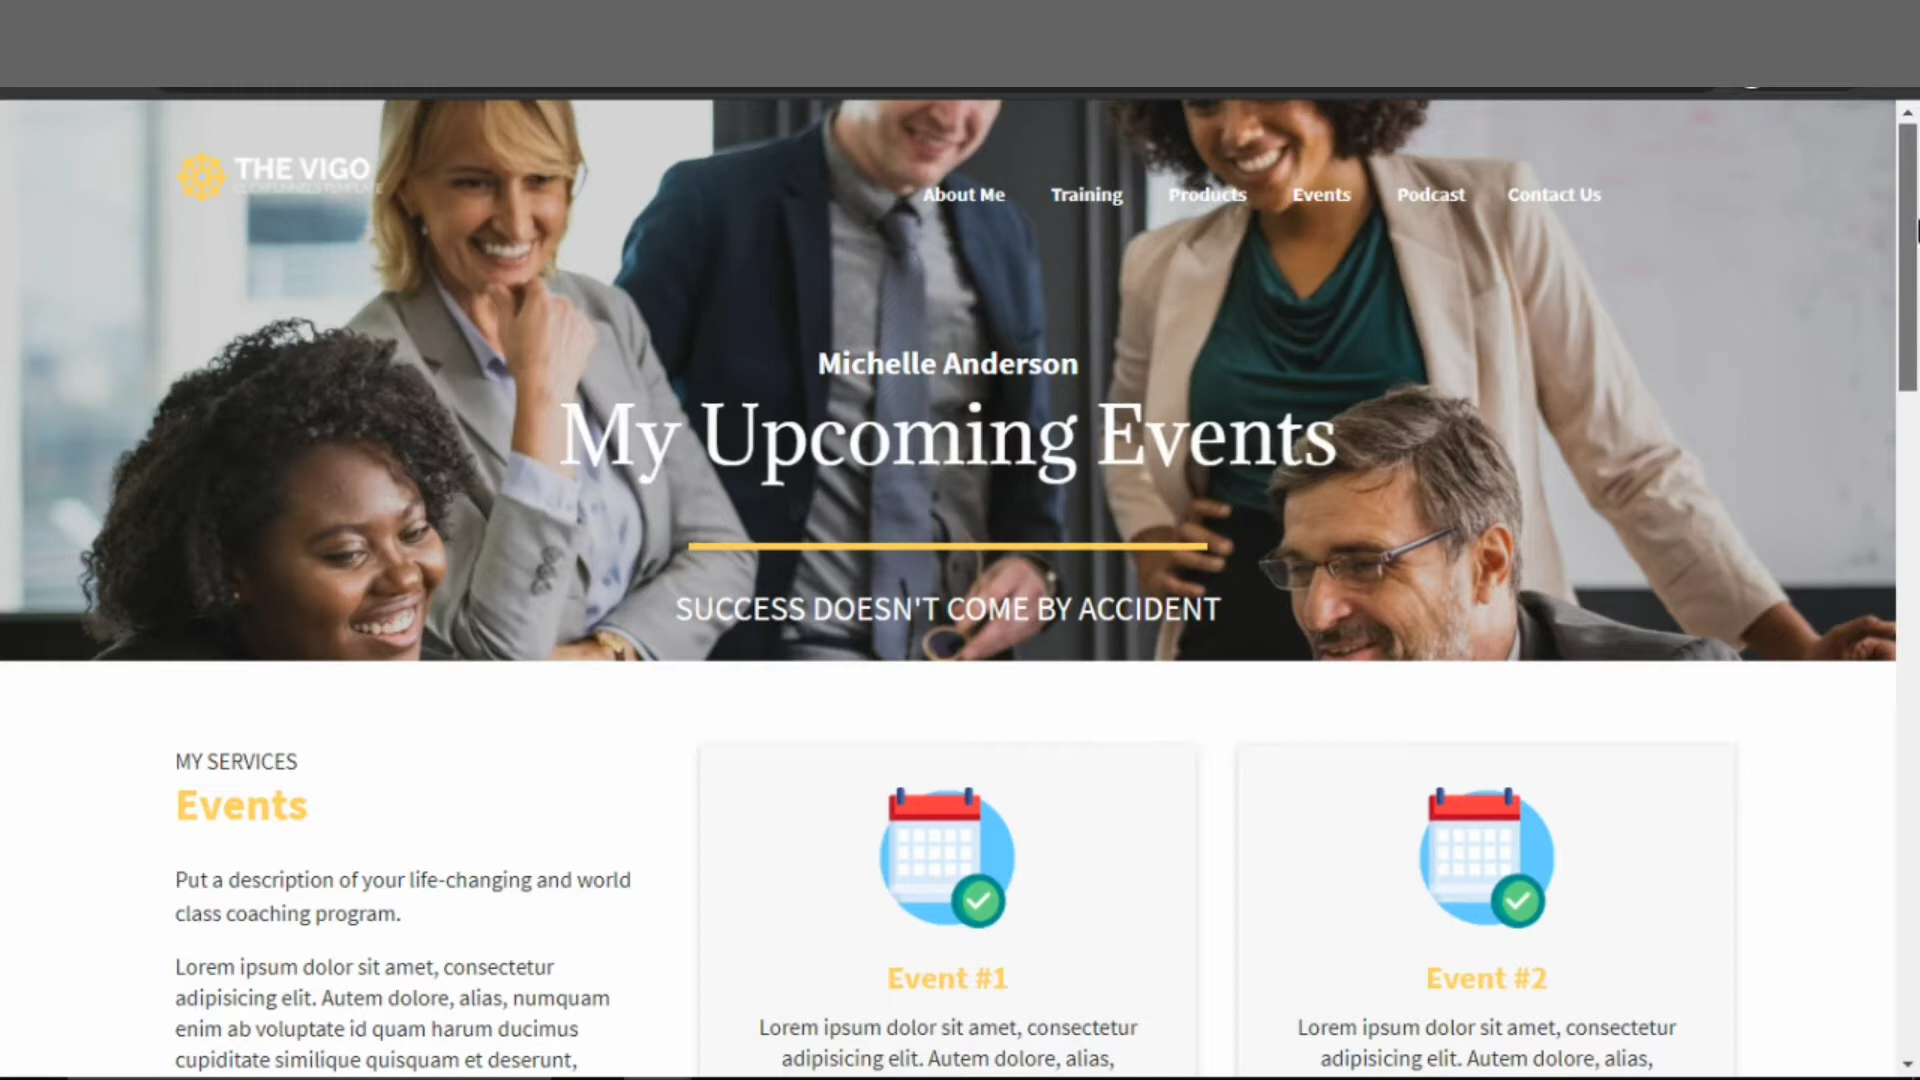 THE VIGO
CLICKFUNNELS TEMPLATE
About Me Training Products Events Podcast Contact Us
Michelle Anderson
My Upcoming Events
SUCCESS DOESN'T COME BY ACCIDENT
MY SERVICES
Events
Put a description of your life-changing and world
class coaching program.
Lorem ipsum dolor sit amet, consectetur
adipisicing elit. Autem dolore, alias, numquam
enim ab voluptate id quam harum ducimus
cupiditate similique quisquam et deserunt,
Event #1
Lorem ipsum dolor sit amet, consectetur
adipisicing elit. Autem dolore, alias,
Event #2
Lorem ipsum dolor sit amet, consectetur
adipisicing elit. Autem dolore, alias,